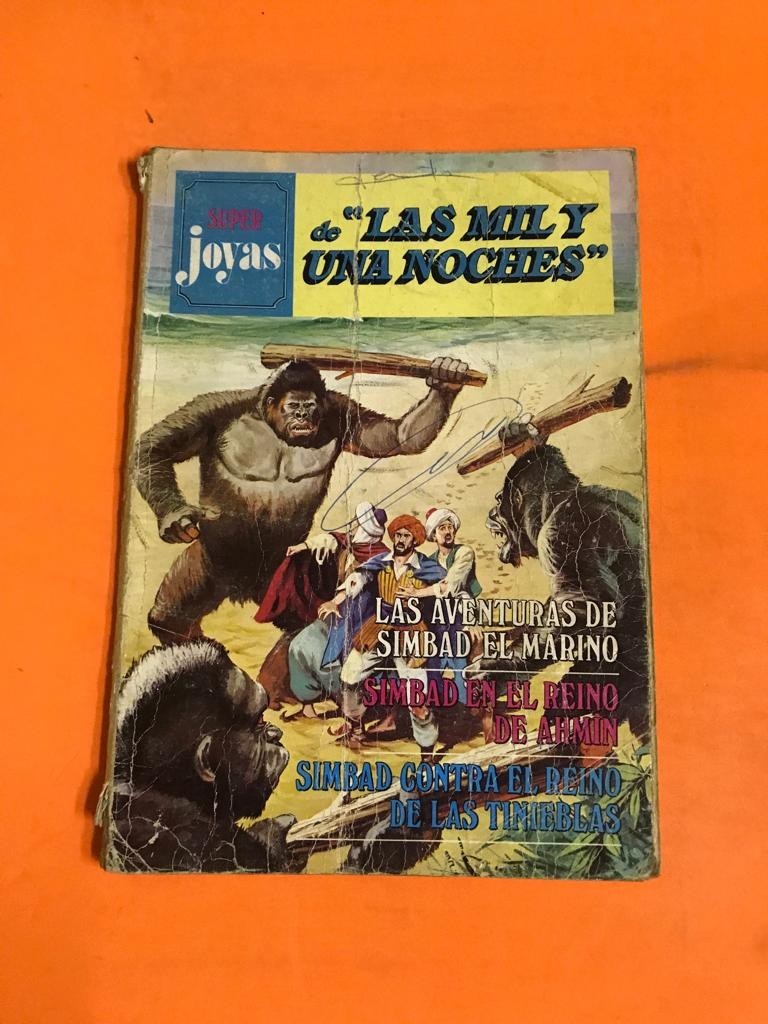 SUPER
joyas
de "LAS MIL Y
UNA NOCHES"
LAS AVENTURAS DE
SIMBAD EL MARINO
SIMBAD EN EL REINO
DE AHMIN
SIMBAD CONTRA EL REINO
DE LAS TINIEBLAS